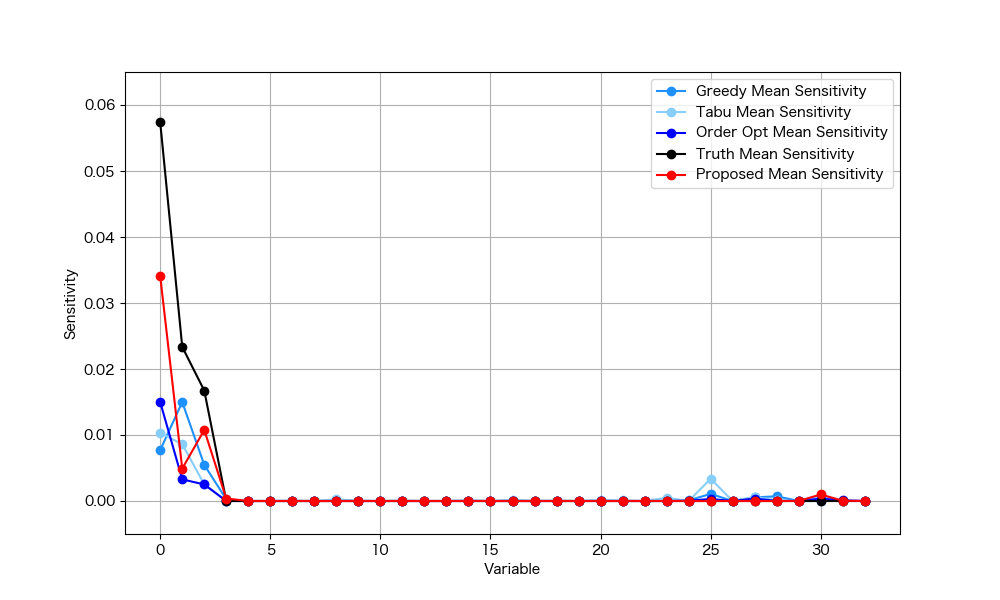 Greedy Mean Sensitivity
Tabu Mean Sensitivity
Order Opt Mean Sensitivity
Truth Mean Sensitivity
Proposed Mean Sensitivity
0.06
0.05
0.04
0.03
0.02
0.01
0.00
Sensitivity
0 5 10 15 20 25 30
Variable